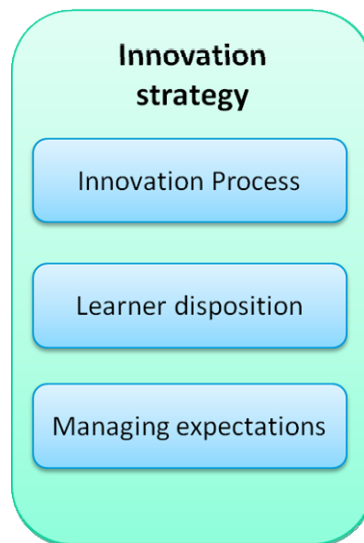 Innovation
strategy
Innovation Process
Learner disposition
Managing expectations